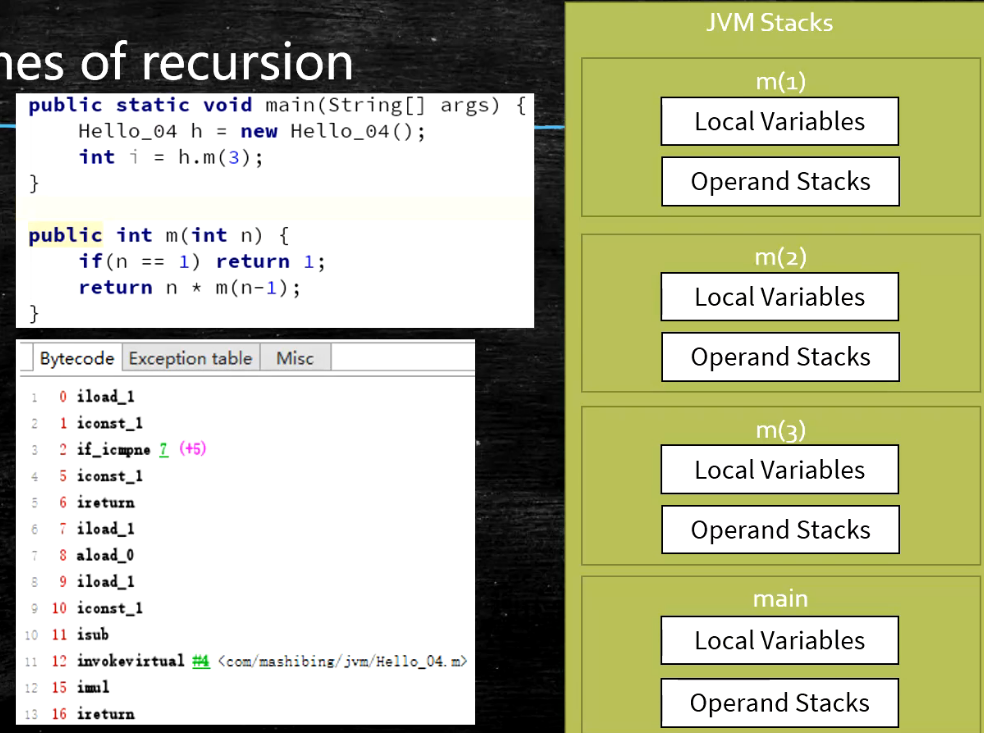 of recursion
public static void main(String[] args) {
Hello_04 h = new Hello_04();
int i = h.m(3);
}
public int m(int n) {
if(n == 1) return 1;
return n * m(n-1);
}
Bytecode Exception table Misc
1 0 iload_1
2 1 iconst_1
3 2 if_icmpne 7 (+5)
4 5 iconst_1
5 6 ireturn
6 7 iload_1
7 8 aload_0
8 9 iload_1
9 10 iconst_1
10 11 isub
11 12 invokevirtual #4 <com/mashibing/jvm/Hello_04.m>
12 15 imul
13 16 ireturn
JVM Stacks
m(1)
Local Variables
Operand Stacks
m(2)
Local Variables
Operand Stacks
m(3)
Local Variables
Operand Stacks
main
Local Variables
Operand Stacks